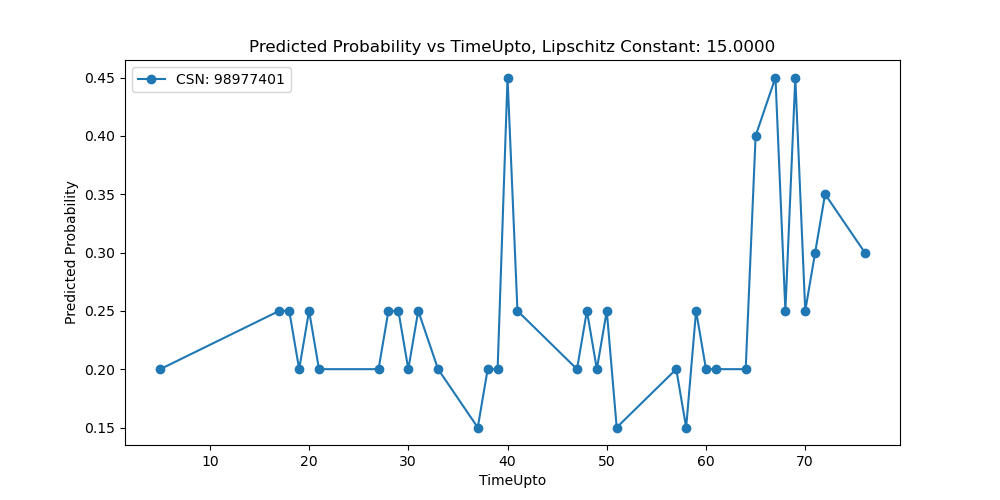 Predicted Probability vs TimeUpto, Lipschitz Constant: 15.0000
CSN: 98977401
Predicted Probability
0.45
0.40
0.35
0.30
0.25
0.20
0.15
10 20 30 40 50 60 70
TimeUpto